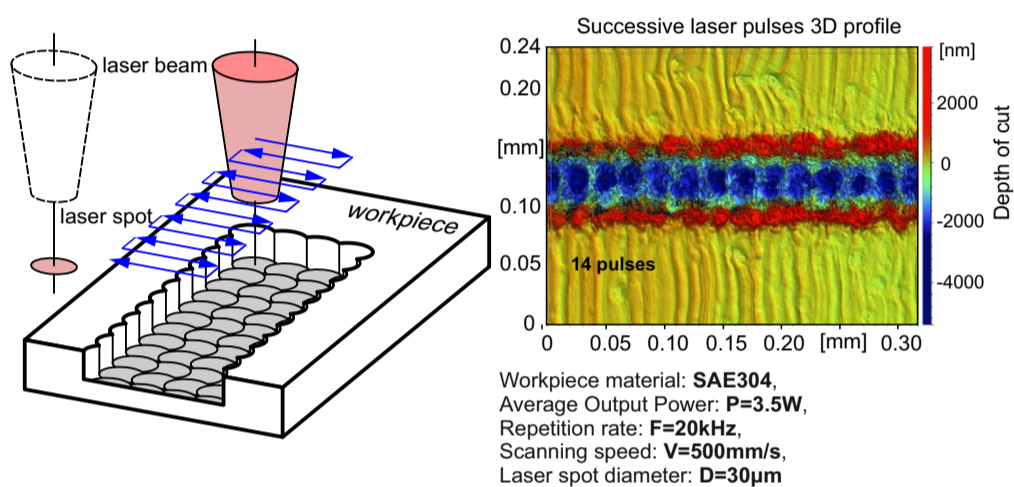 laser beam
laser spot
workpiece
Successive laser pulses 3D profile
0.24
0.20
[mm]
0.10
0.05
0
0
0.05
0.10
0.20
[mm]
0.30
14 pulses
[nm]
2000
0
-2000
-4000
Depth of cut
Workpiece material: SAE304,
Average Output Power: P=3.5W,
Repetition rate: F=20kHz,
Scanning speed: V=500mm/s,
Laser spot diameter: D=30µm